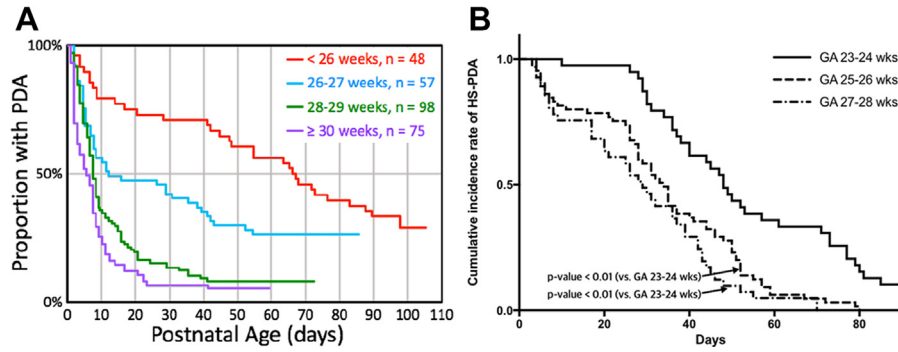 A
100%
50%
0%
Proportion with PDA
< 26 weeks, n = 48
26-27 weeks, n = 57
28-29 weeks, n = 98
≥ 30 weeks, n = 75
0 10 20 30 40 50 60 70 80 90 100 110
Postnatal Age (days)
B
1.0
0.5
0.0
Cumulative incidence rate of HS-PDA
GA 23-24 wks
GA 25-26 wks
GA 27-28 wks
p-value < 0.01 (vs. GA 23-24 wks)
p-value < 0.01 (vs. GA 23-24 wks)
0 20 40 60 80
Days